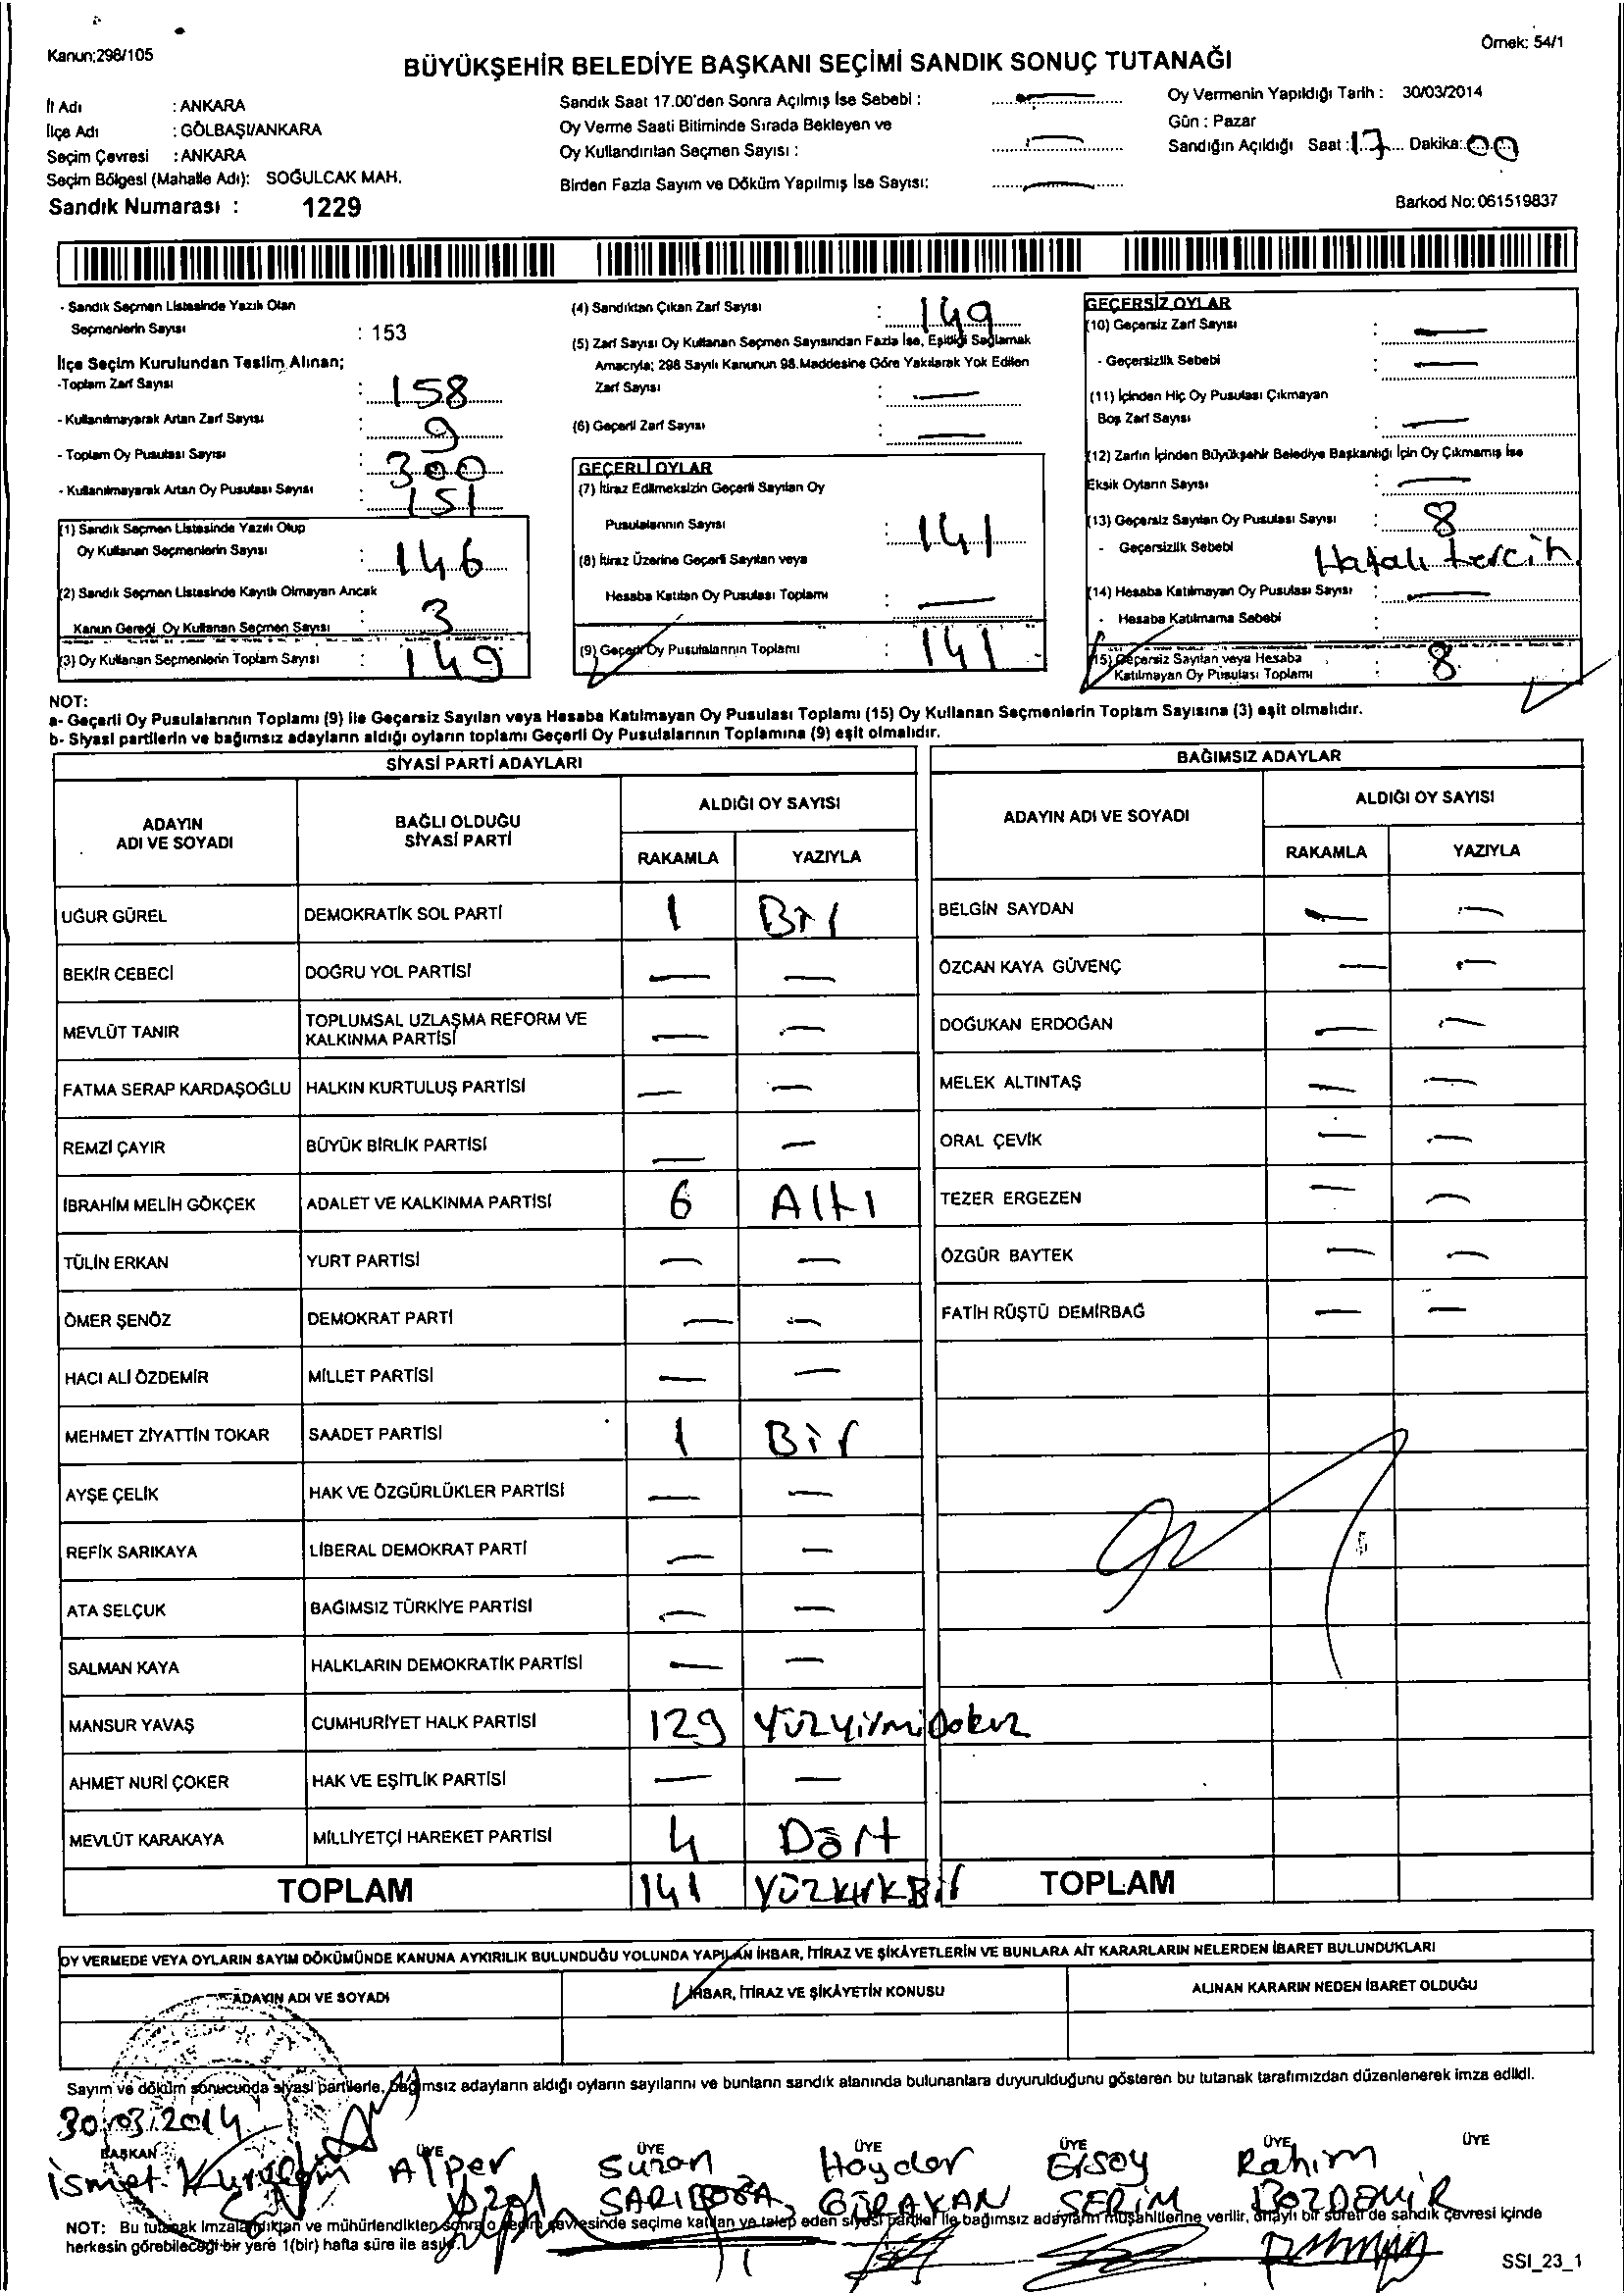 Kanun;298/105
Örnek: 54/1
BÜYÜKŞEHİR BELEDİYE BAŞKANI SEÇİMİ SANDIK SONUÇ TUTANAĞI
İl Adı : ANKARA
İlçe Adı : GÖLBAŞI/ANKARA
Seçim Çevresi : ANKARA
Seçim Bölgesi (Mahalle Adı): SOĞULCAK MAH.
Sandık Numarası : 1229
Sandık Saat 17.00'den Sonra Açılmış İse Sebebi :
Oy Verme Saati Bitiminde Sırada Bekleyen ve
Oy Kullandırılan Seçmen Sayısı :
Birden Fazla Sayım ve Döküm Yapılmış İse Sayısı:
Oy Vermenin Yapıldığı Tarih : 30/03/2014
Gün : Pazar
Sandığın Açıldığı Saat : 17 Dakika: 00
Barkod No: 061519837
- Sandık Seçmen Listesinde Yazılı Olan
Seçmenlerin Sayısı : 153
İlçe Seçim Kurulundan Teslim Alınan;
-Toplam Zarf Sayısı : 158
- Kullanılmayarak Artan Zarf Sayısı : 9
- Toplam Oy Pusulası Sayısı : 300
- Kullanılmayarak Artan Oy Pusulası Sayısı : 151
(1) Sandık Seçmen Listesinde Yazılı Olup
Oy Kullanan Seçmenlerin Sayısı : 146
(2) Sandık Seçmen Listesinde Kayıtlı Olmayan Ancak
Kanun Gereği Oy Kullanan Seçmen Sayısı : 3
(3) Oy Kullanan Seçmenlerin Toplam Sayısı : 149
(4) Sandıktan Çıkan Zarf Sayısı : 149
(5) Zarf Sayısı Oy Kullanan Seçmen Sayısından Fazla İse, Eşitliği Sağlamak
Amacıyla; 298 Sayılı Kanunun 98.Maddesine Göre Yakılarak Yok Edilen
Zarf Sayısı :
(6) Geçerli Zarf Sayısı :
GEÇERLİ OYLAR
(7) İtiraz Edilmeksizin Geçerli Sayılan Oy
Pusulalarının Sayısı : 141
(8) İtiraz Üzerine Geçerli Sayılan veya
Hesaba Katılan Oy Pusulası Toplamı :
(9) Geçerli Oy Pusulalarının Toplamı : 141
GEÇERSİZ OYLAR
(10) Geçersiz Zarf Sayısı :
- Geçersizlik Sebebi :
(11) İçinden Hiç Oy Pusulası Çıkmayan
Boş Zarf Sayısı :
(12) Zarfın İçinden Büyükşehir Belediye Başkanlığı İçin Oy Çıkmamış İse
Eksik Oyların Sayısı :
(13) Geçersiz Sayılan Oy Pusulası Sayısı : 8
- Geçersizlik Sebebi Hatalı tercih
(14) Hesaba Katılmayan Oy Pusulası Sayısı :
- Hesaba Katılmama Sebebi :
(15) Geçersiz Sayılan veya Hesaba
Katılmayan Oy Pusulası Toplamı : 8
NOT:
a- Geçerli Oy Pusulalarının Toplamı (9) ile Geçersiz Sayılan veya Hesaba Katılmayan Oy Pusulası Toplamı (15) Oy Kullanan Seçmenlerin Toplam Sayısına (3) eşit olmalıdır.
b- Siyasi partilerin ve bağımsız adayların aldığı oyların toplamı Geçerli Oy Pusulalarının Toplamına (9) eşit olmalıdır.
SİYASİ PARTİ ADAYLARI
ADAYIN ADI VE SOYADI BAĞLI OLDUĞU SİYASİ PARTİ ALDIĞI OY SAYISI
RAKAMLA YAZIYLA
UĞUR GÜREL DEMOKRATİK SOL PARTİ 1 Bir
BEKİR CEBECİ DOĞRU YOL PARTİSİ
MEVLÜT TANIR TOPLUMSAL UZLAŞMA REFORM VE KALKINMA PARTİSİ
FATMA SERAP KARDAŞOĞLU HALKIN KURTULUŞ PARTİSİ
REMZİ ÇAYIR BÜYÜK BİRLİK PARTİSİ
İBRAHİM MELİH GÖKÇEK ADALET VE KALKINMA PARTİSİ 6 Altı
TÜLİN ERKAN YURT PARTİSİ
ÖMER ŞENÖZ DEMOKRAT PARTİ
HACI ALİ ÖZDEMİR MİLLET PARTİSİ
MEHMET ZİYATTİN TOKAR SAADET PARTİSİ 1 Bir
AYŞE ÇELİK HAK VE ÖZGÜRLÜKLER PARTİSİ
REFİK SARIKAYA LİBERAL DEMOKRAT PARTİ
ATA SELÇUK BAĞIMSIZ TÜRKİYE PARTİSİ
SALMAN KAYA HALKLARIN DEMOKRATİK PARTİSİ
MANSUR YAVAŞ CUMHURİYET HALK PARTİSİ 129 YüzyirmiDokuz
AHMET NURİ ÇOKER HAK VE EŞİTLİK PARTİSİ
MEVLÜT KARAKAYA MİLLİYETÇİ HAREKET PARTİSİ 4 Dört
TOPLAM 141 YüzkırkBir
BAĞIMSIZ ADAYLAR
ADAYIN ADI VE SOYADI ALDIĞI OY SAYISI
RAKAMLA YAZIYLA
BELGİN SAYDAN
ÖZCAN KAYA GÜVENÇ
DOĞUKAN ERDOĞAN
MELEK ALTINTAŞ
ORAL ÇEVİK
TEZER ERGEZEN
ÖZGÜR BAYTEK
FATİH RÜŞTÜ DEMİRBAĞ
TOPLAM
OY VERMEDE VEYA OYLARIN SAYIM DÖKÜMÜNDE KANUNA AYKIRILIK BULUNDUĞU YOLUNDA YAPILAN İHBAR, İTİRAZ VE ŞİKÂYETLERİN VE BUNLARA AİT KARARLARIN NELERDEN İBARET BULUNDUKLARI
ADAYIN ADI VE SOYADI İHBAR, İTİRAZ VE ŞİKÂYETİN KONUSU ALINAN KARARIN NEDEN İBARET OLDUĞU
Sayım ve döküm sonucunda siyasi partilerle, bağımsız adayların aldığı oyların sayılarını ve bunların sandık alanında bulunanlara duyurulduğunu gösteren bu tutanak tarafımızdan düzenlenerek imza edildi.
30.03.2014
BAŞKAN ÜYE ÜYE ÜYE ÜYE ÜYE ÜYE
İsmet Alper Suzan Haydar Ersoy Rahim
SERİM BOZDEMİR
NOT: Bu tutanak imzalandıktan ve mühürlendikten sonra o seçim çevresinde seçime katılan ve talep eden siyasi partiler ile bağımsız adayların müşahitlerine verilir, onaylı bir sureti de sandık çevresi içinde
herkesin görebileceği bir yere 1(bir) hafta süre ile asılır.
SSI_23_1